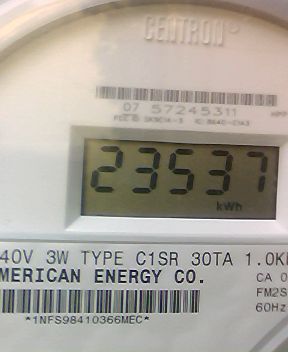 CENTRON®
07 57245311
23537
kWh
40V 3W TYPE C1SR 30TA 1.0K
MERICAN ENERGY CO.
CA 0
FM2S
60Hz
*1NFS98410366MEC*